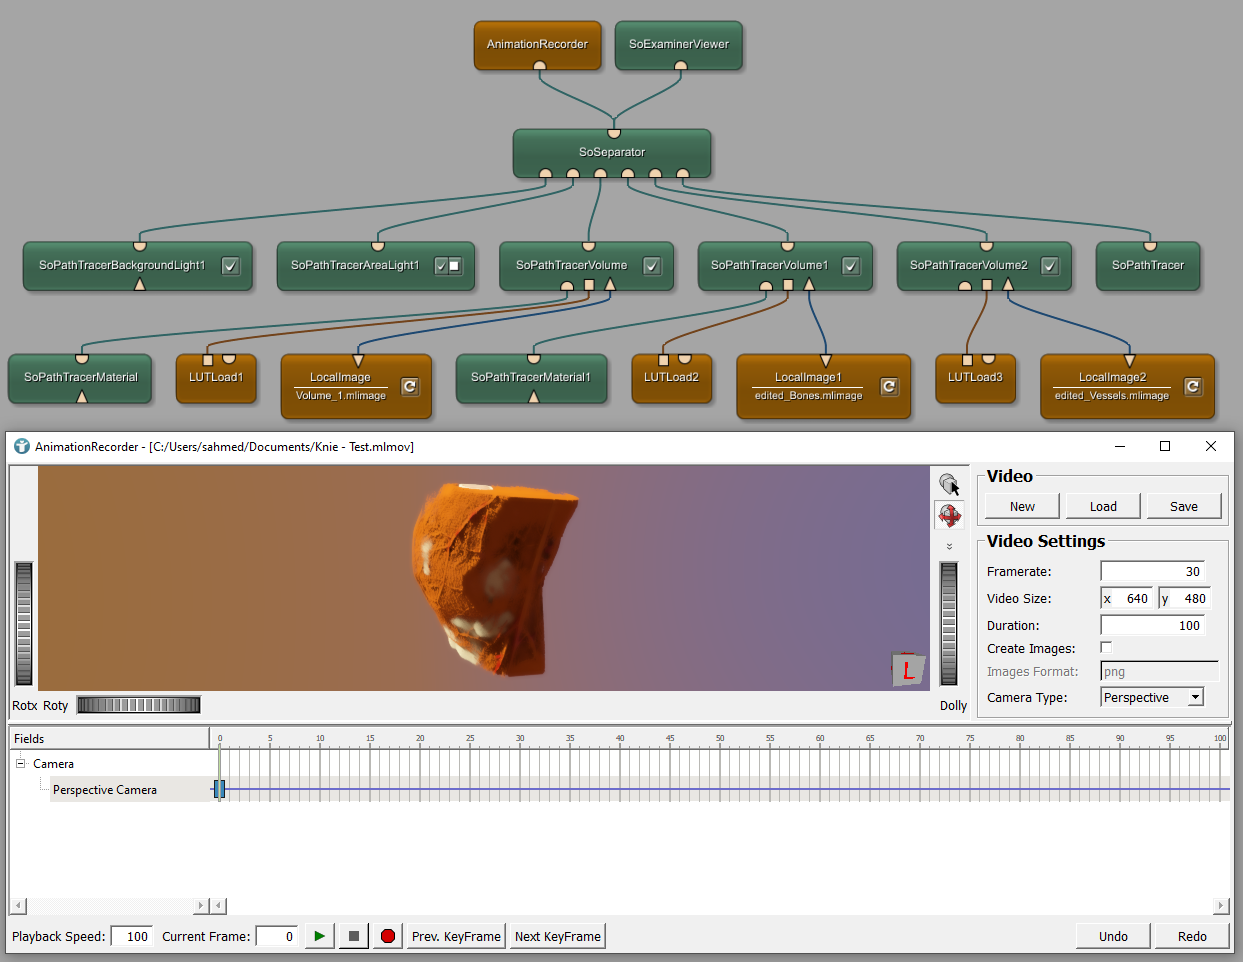 AnimationRecorder
SoExaminerViewer
SoSeparator
SoPathTracerBackgroundLight1
SoPathTracerAreaLight1
SoPathTracerVolume
SoPathTracerVolume1
SoPathTracerVolume2
SoPathTracer
SoPathTracerMaterial
LUTLoad1
LocalImage
Volume_1.mlimage
SoPathTracerMaterial1
LUTLoad2
LocalImage1
edited_Bones.mlimage
LUTLoad3
LocalImage2
edited_Vessels.mlimage
AnimationRecorder - [C:/Users/sahmed/Documents/Knie - Test.mlmov]
L
Rotx Roty
Dolly
Video
New Load Save
Video Settings
Framerate: 30
Video Size: x 640 y 480
Duration: 100
Create Images:
Images Format: png
Camera Type: Perspective
Fields 0 5 10 15 20 25 30 35 40 45 50 55 60 65 70 75 80 85 90 95 100
Camera
Perspective Camera
Playback Speed: 100 Current Frame: 0 Prev. KeyFrame Next KeyFrame Undo Redo